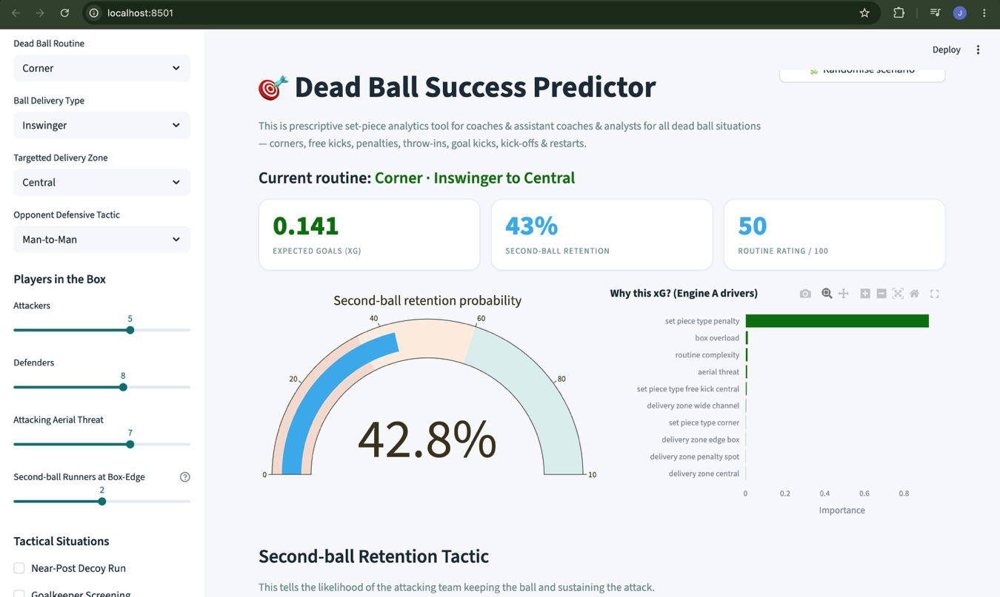 localhost:8501
J
Dead Ball Routine
Corner
Ball Delivery Type
Inswinger
Targetted Delivery Zone
Central
Opponent Defensive Tactic
Man-to-Man
Players in the Box
Attackers
5
Defenders
8
Attacking Aerial Threat
7
Second-ball Runners at Box-Edge
?
2
Tactical Situations
Near-Post Decoy Run
Goalkeeper Screening
Deploy
Randomise scenario
Dead Ball Success Predictor
This is prescriptive set-piece analytics tool for coaches & assistant coaches & analysts for all dead ball situations
— corners, free kicks, penalties, throw-ins, goal kicks, kick-offs & restarts.
Current routine: Corner · Inswinger to Central
0.141
EXPECTED GOALS (XG)
43%
SECOND-BALL RETENTION
50
ROUTINE RATING / 100
Second-ball retention probability
0
20
40
60
80
10
42.8%
Why this xG? (Engine A drivers)
set piece type penalty
box overload
routine complexity
aerial threat
set piece type free kick central
delivery zone wide channel
set piece type corner
delivery zone edge box
delivery zone penalty spot
delivery zone central
0 0.2 0.4 0.6 0.8
Importance
Second-ball Retention Tactic
This tells the likelihood of the attacking team keeping the ball and sustaining the attack.